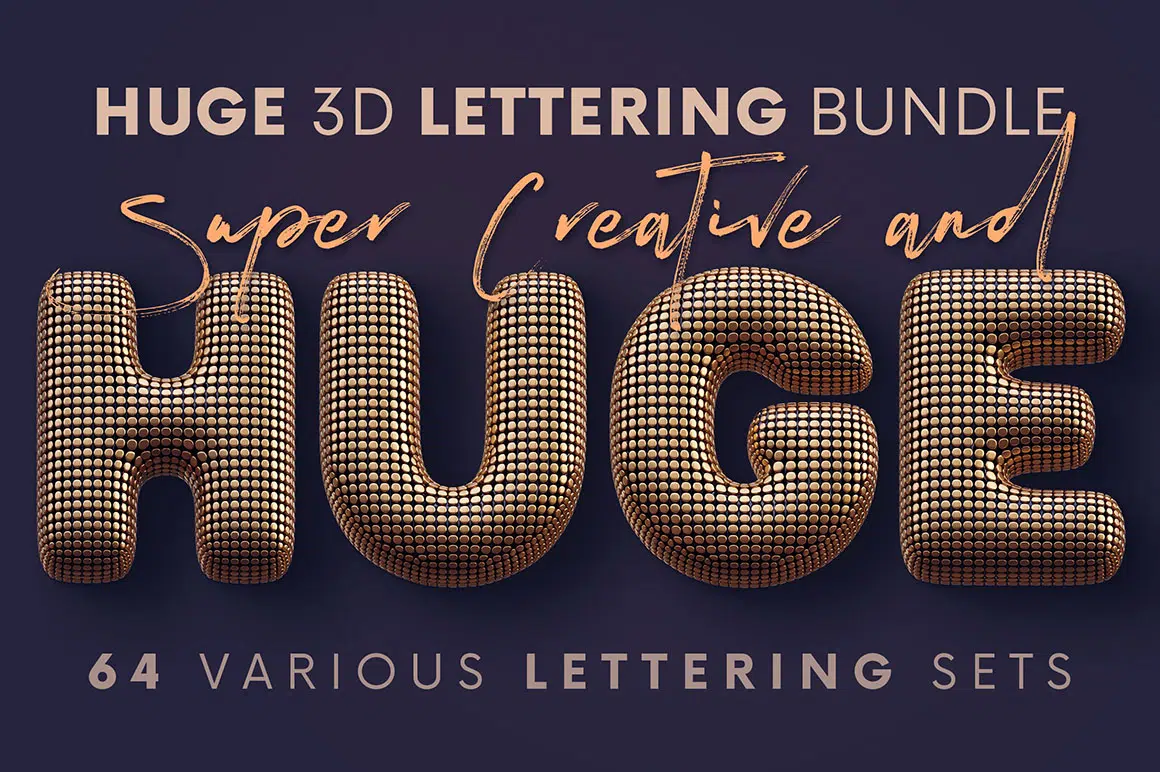 HUGE 3D LETTERING BUNDLE
Super Creative and
HUGE
64 VARIOUS LETTERING SETS